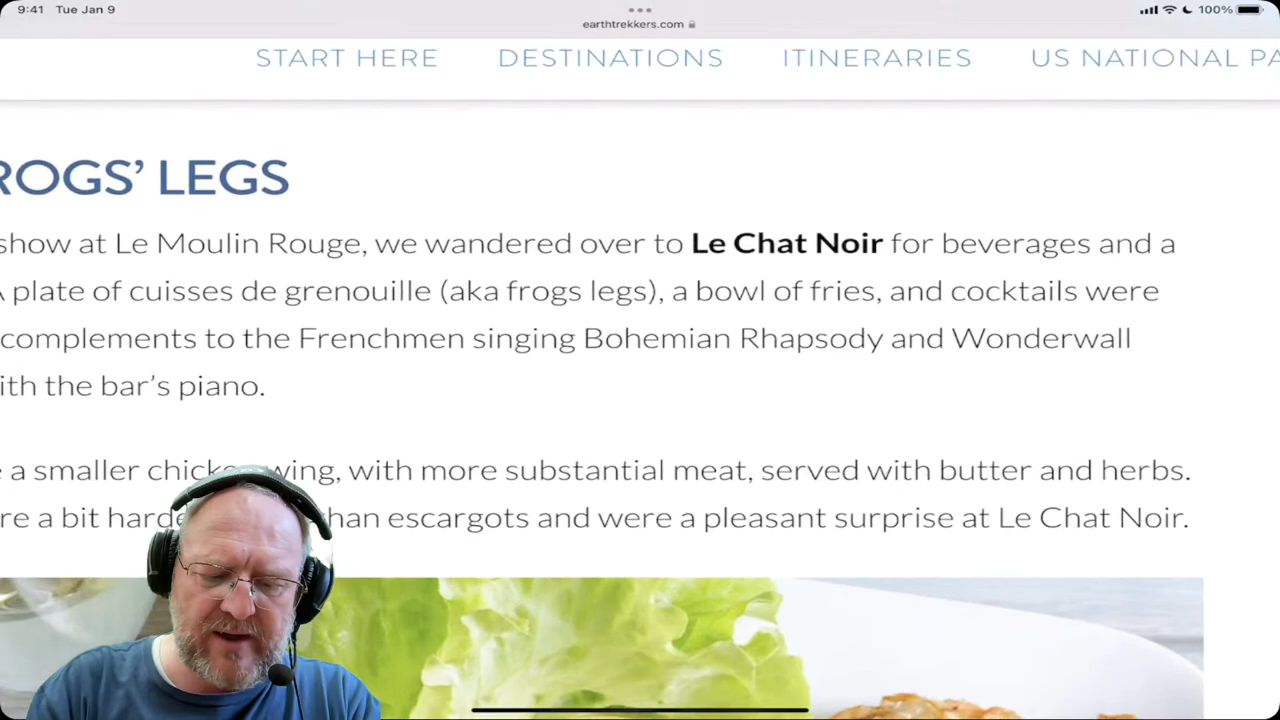 9:41 Tue Jan 9
100%
earthtrekkers.com
START HERE DESTINATIONS ITINERARIES US NATIONAL PA
ROGS’ LEGS
show at Le Moulin Rouge, we wandered over to Le Chat Noir for beverages and a
A plate of cuisses de grenouille (aka frogs legs), a bowl of fries, and cocktails were
complements to the Frenchmen singing Bohemian Rhapsody and Wonderwall
ith the bar’s piano.
a smaller chicken wing, with more substantial meat, served with butter and herbs.
re a bit than escargots and were a pleasant surprise at Le Chat Noir.